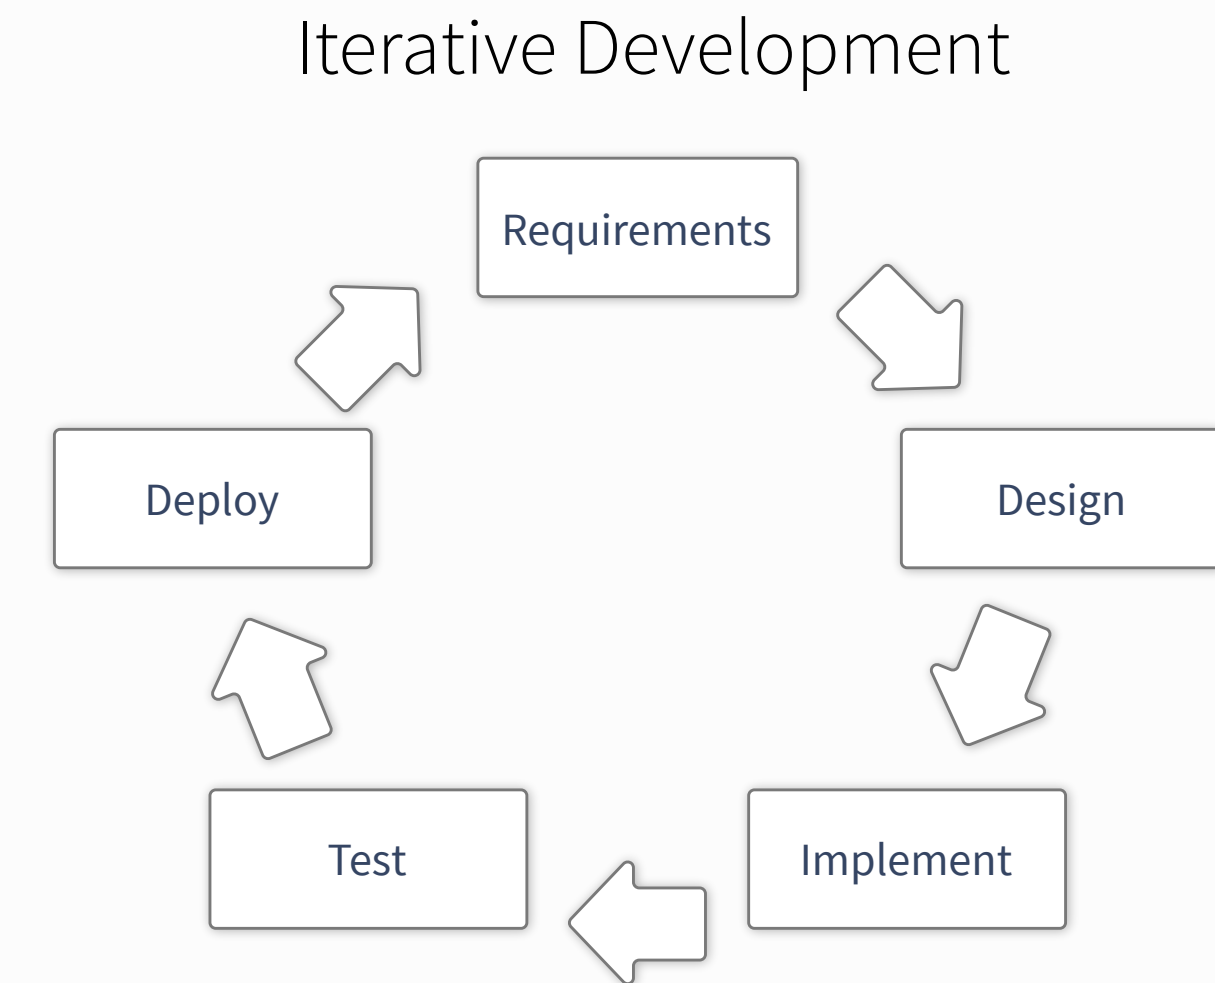 Iterative Development
Requirements
Design
Implement
Test
Deploy